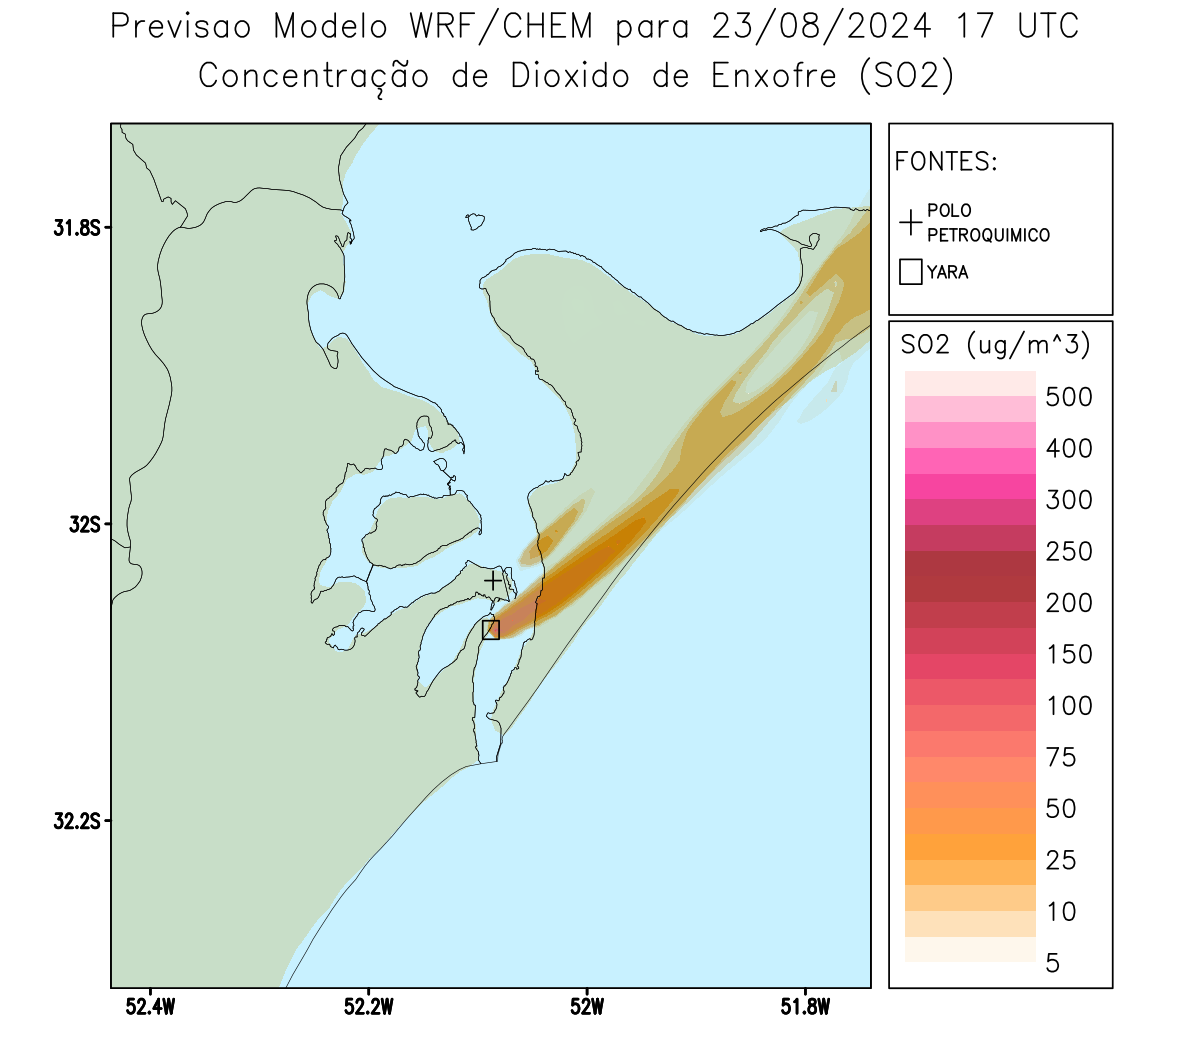 Previsao Modelo WRF/CHEM para 23/08/2024 17 UTC
Concentração de Dioxido de Enxofre (SO2)
FONTES:
POLO
PETROQUIMICO
YARA
31.8S
32S
32.2S
52.4W
52.2W
52W
51.8W
SO2 (ug/m^3)
500
400
300
250
200
150
100
75
50
25
10
5